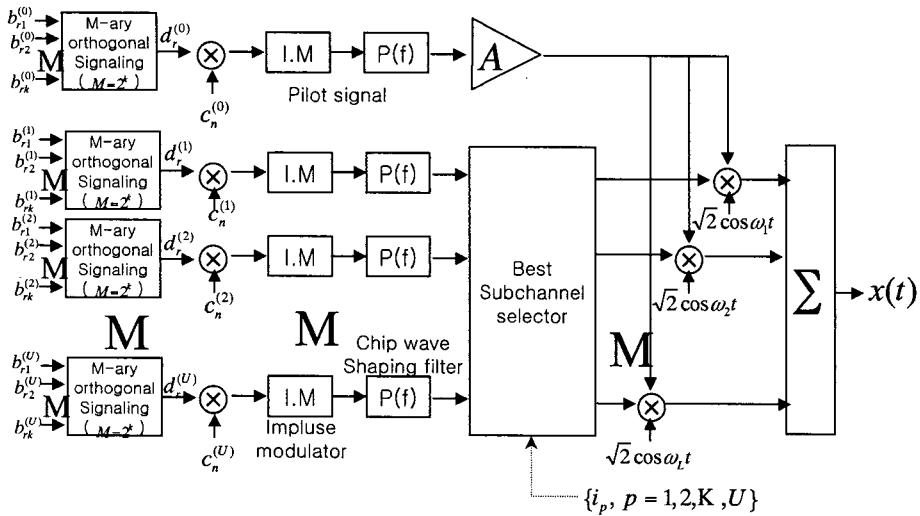 b_{r1}^{(0)}
b_{r2}^{(0)}
M
b_{rk}^{(0)}
M-ary
orthogonal
Signaling
( M=2^k )
d_r^{(0)}
c_n^{(0)}
I.M
P(f)
A
Pilot signal
b_{r1}^{(1)}
b_{r2}^{(1)}
M
b_{rk}^{(1)}
M-ary
orthogonal
Signaling
( M=2^k )
d_r^{(1)}
c_n^{(1)}
I.M
P(f)
b_{r1}^{(2)}
b_{r2}^{(2)}
M
b_{rk}^{(2)}
M-ary
orthogonal
Signaling
( M=2^k )
d_r^{(2)}
c_n^{(2)}
I.M
P(f)
M
M
Chip wave
Shaping filter
b_{r1}^{(U)}
b_{r2}^{(U)}
M
b_{rk}^{(U)}
M-ary
orthogonal
Signaling
( M=2^k )
d_r^{(U)}
c_n^{(U)}
I.M
P(f)
Impluse
modulator
Best
Subchannel
selector
√2 cos ω_1 t
√2 cos ω_2 t
M
√2 cos ω_L t
Σ
x(t)
{i_p, p = 1,2,K ,U}